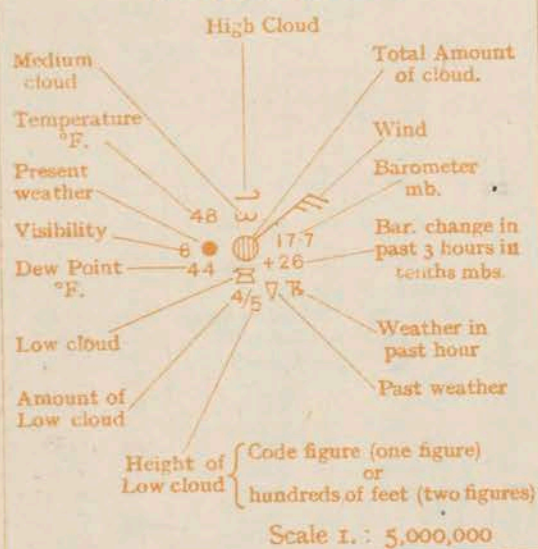 High Cloud
Medium cloud
Total Amount of cloud.
Temperature °F.
Wind
Present weather
Barometer mb.
48
Visibility
6
17.7
Bar. change in past 3 hours in tenths mbs.
Dew Point °F.
44
+26
4/5
Low cloud
Weather in past hour
Amount of Low cloud
Past weather
Height of Low cloud
Code figure (one figure)
or
hundreds of feet (two figures)
Scale 1. : 5,000,000